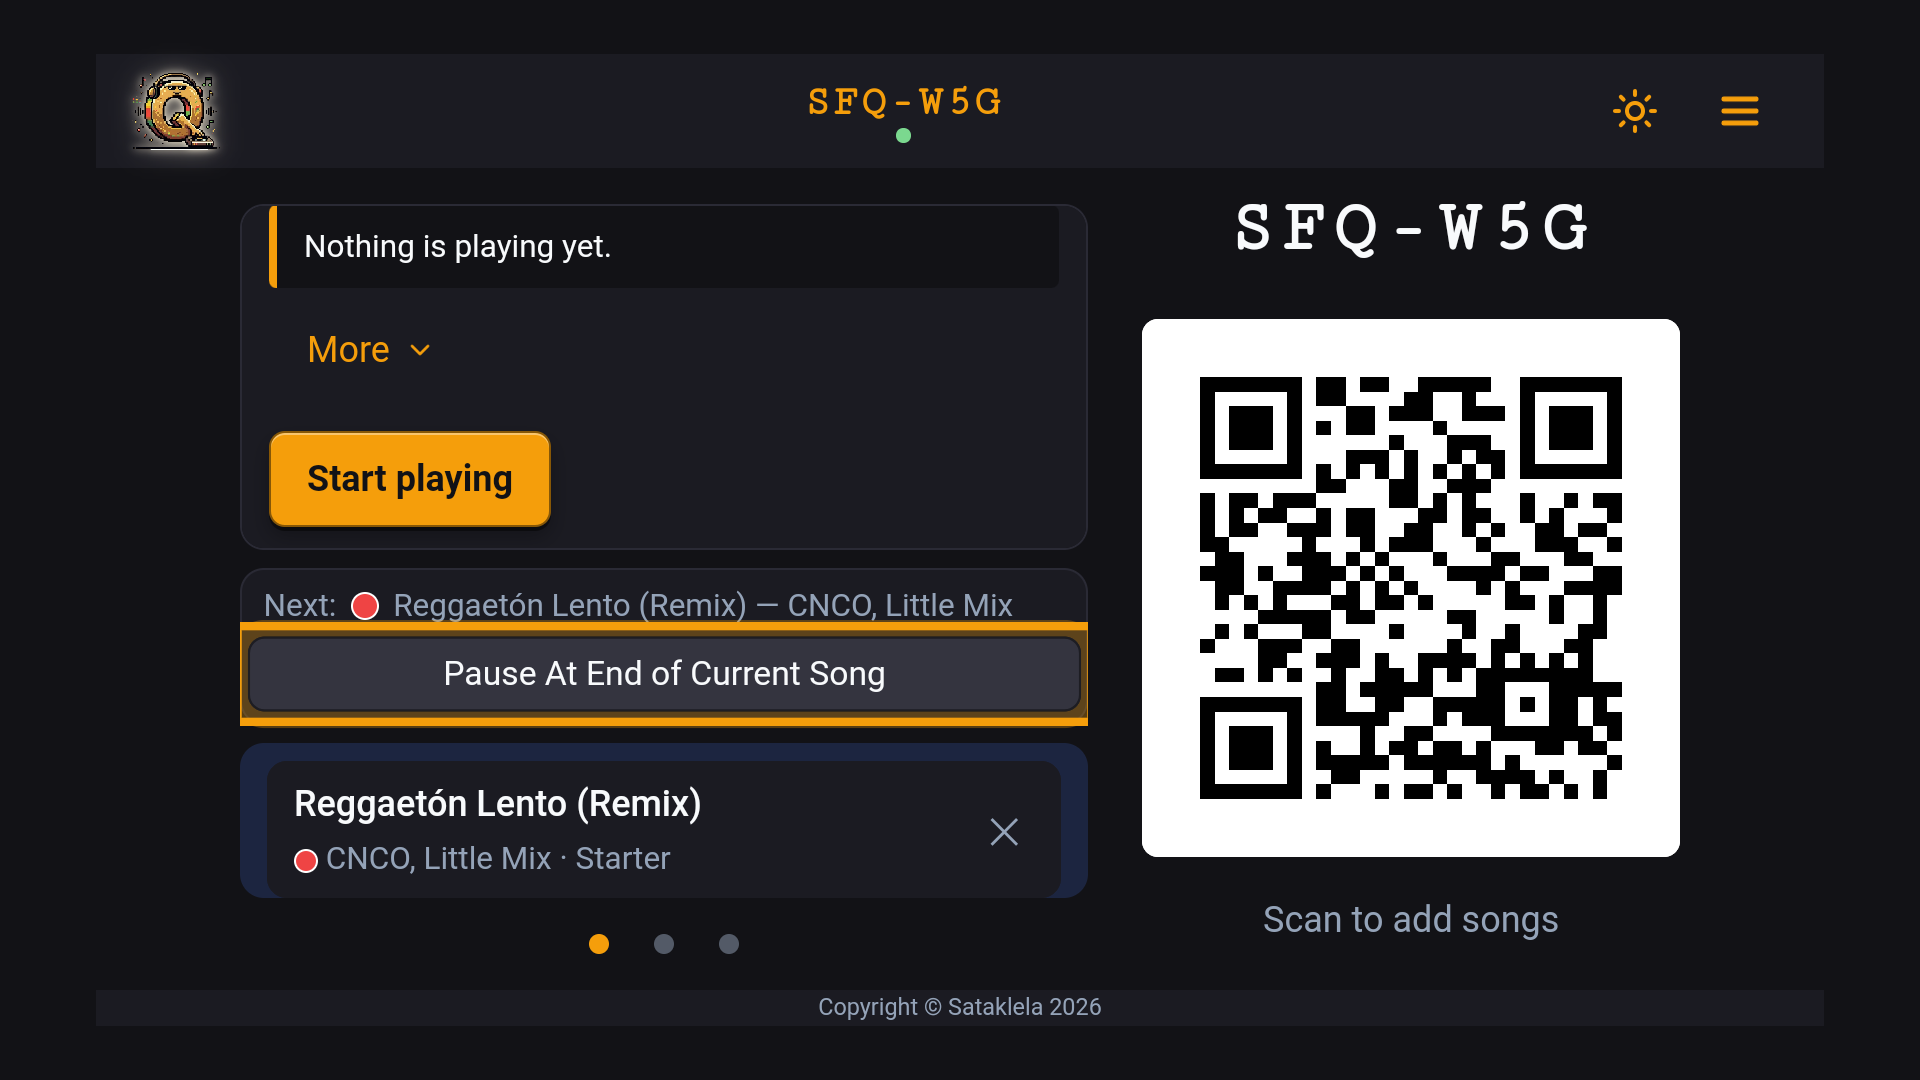 SFQ-W5G
Nothing is playing yet.
More
Start playing
Next: Reggaetón Lento (Remix) — CNCO, Little Mix
Pause At End of Current Song
Reggaetón Lento (Remix)
CNCO, Little Mix · Starter
SFQ-W5G
Scan to add songs
Copyright © Sataklela 2026